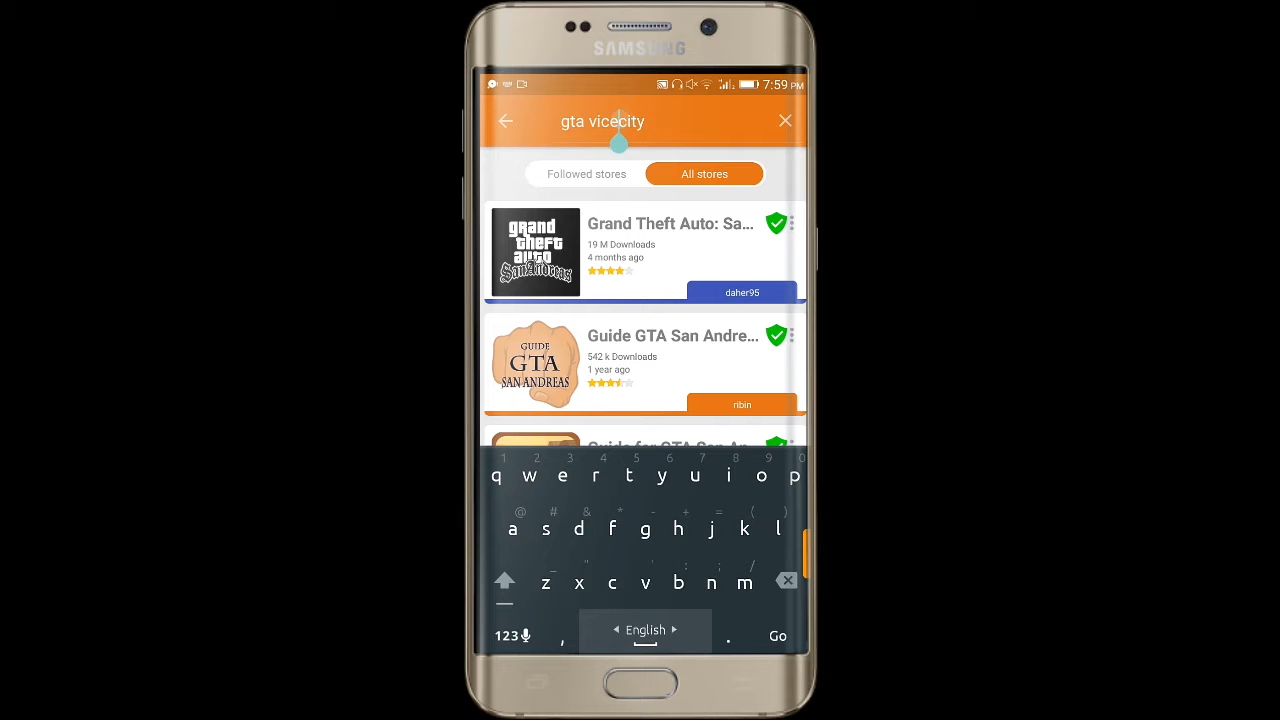 SAMSUNG
7:59 PM
gta vicecity
Followed stores
All stores
grand
theft
auto
San Andreas
Grand Theft Auto: Sa...
19 M Downloads
4 months ago
daher95
GUIDE
GTA
SAN ANDREAS
Guide GTA San Andre...
542 k Downloads
1 year ago
ribin
Guide for GTA San An
1 2 3 4 5 6 7 8 9 0
q w e r t y u i o p
@ # & * - + = ( )
a s d f g h j k l
_ " ' : ; /
z x c v b n m
123 , English . Go